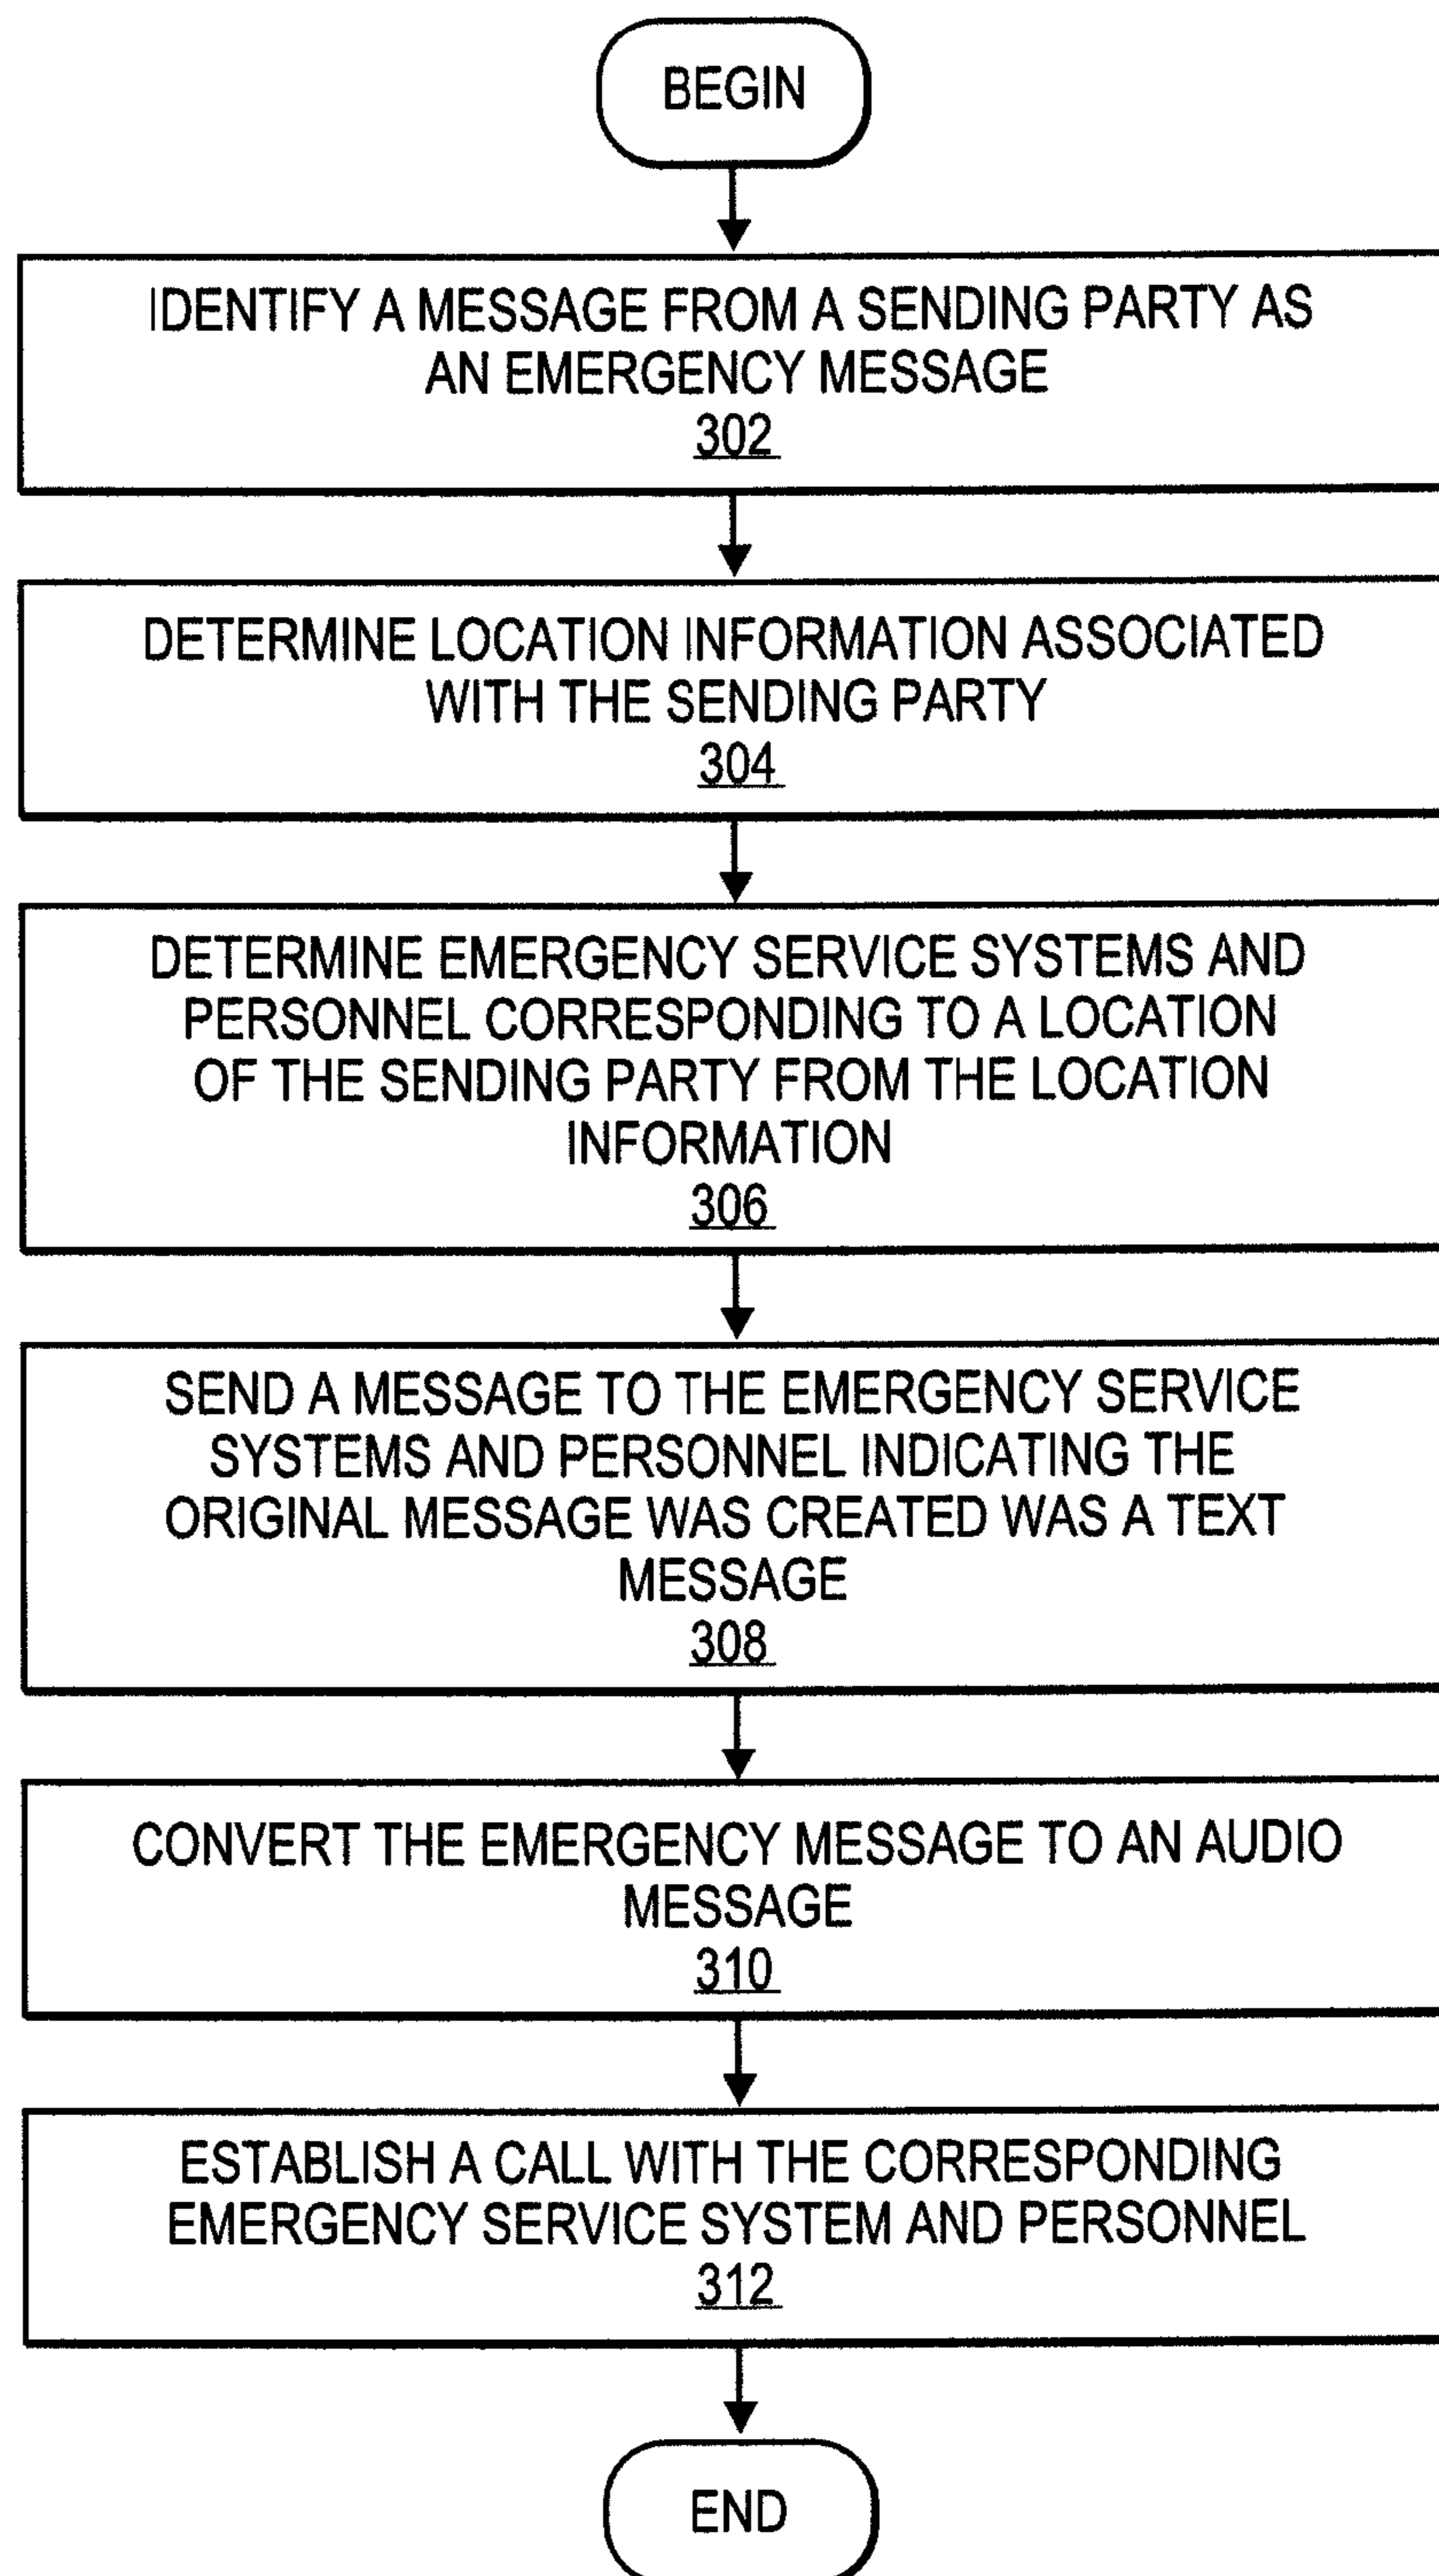 BEGIN
IDENTIFY A MESSAGE FROM A SENDING PARTY AS
AN EMERGENCY MESSAGE
302
DETERMINE LOCATION INFORMATION ASSOCIATED
WITH THE SENDING PARTY
304
DETERMINE EMERGENCY SERVICE SYSTEMS AND
PERSONNEL CORRESPONDING TO A LOCATION
OF THE SENDING PARTY FROM THE LOCATION
INFORMATION
306
SEND A MESSAGE TO THE EMERGENCY SERVICE
SYSTEMS AND PERSONNEL INDICATING THE
ORIGINAL MESSAGE WAS CREATED WAS A TEXT
MESSAGE
308
CONVERT THE EMERGENCY MESSAGE TO AN AUDIO
MESSAGE
310
ESTABLISH A CALL WITH THE CORRESPONDING
EMERGENCY SERVICE SYSTEM AND PERSONNEL
312
END